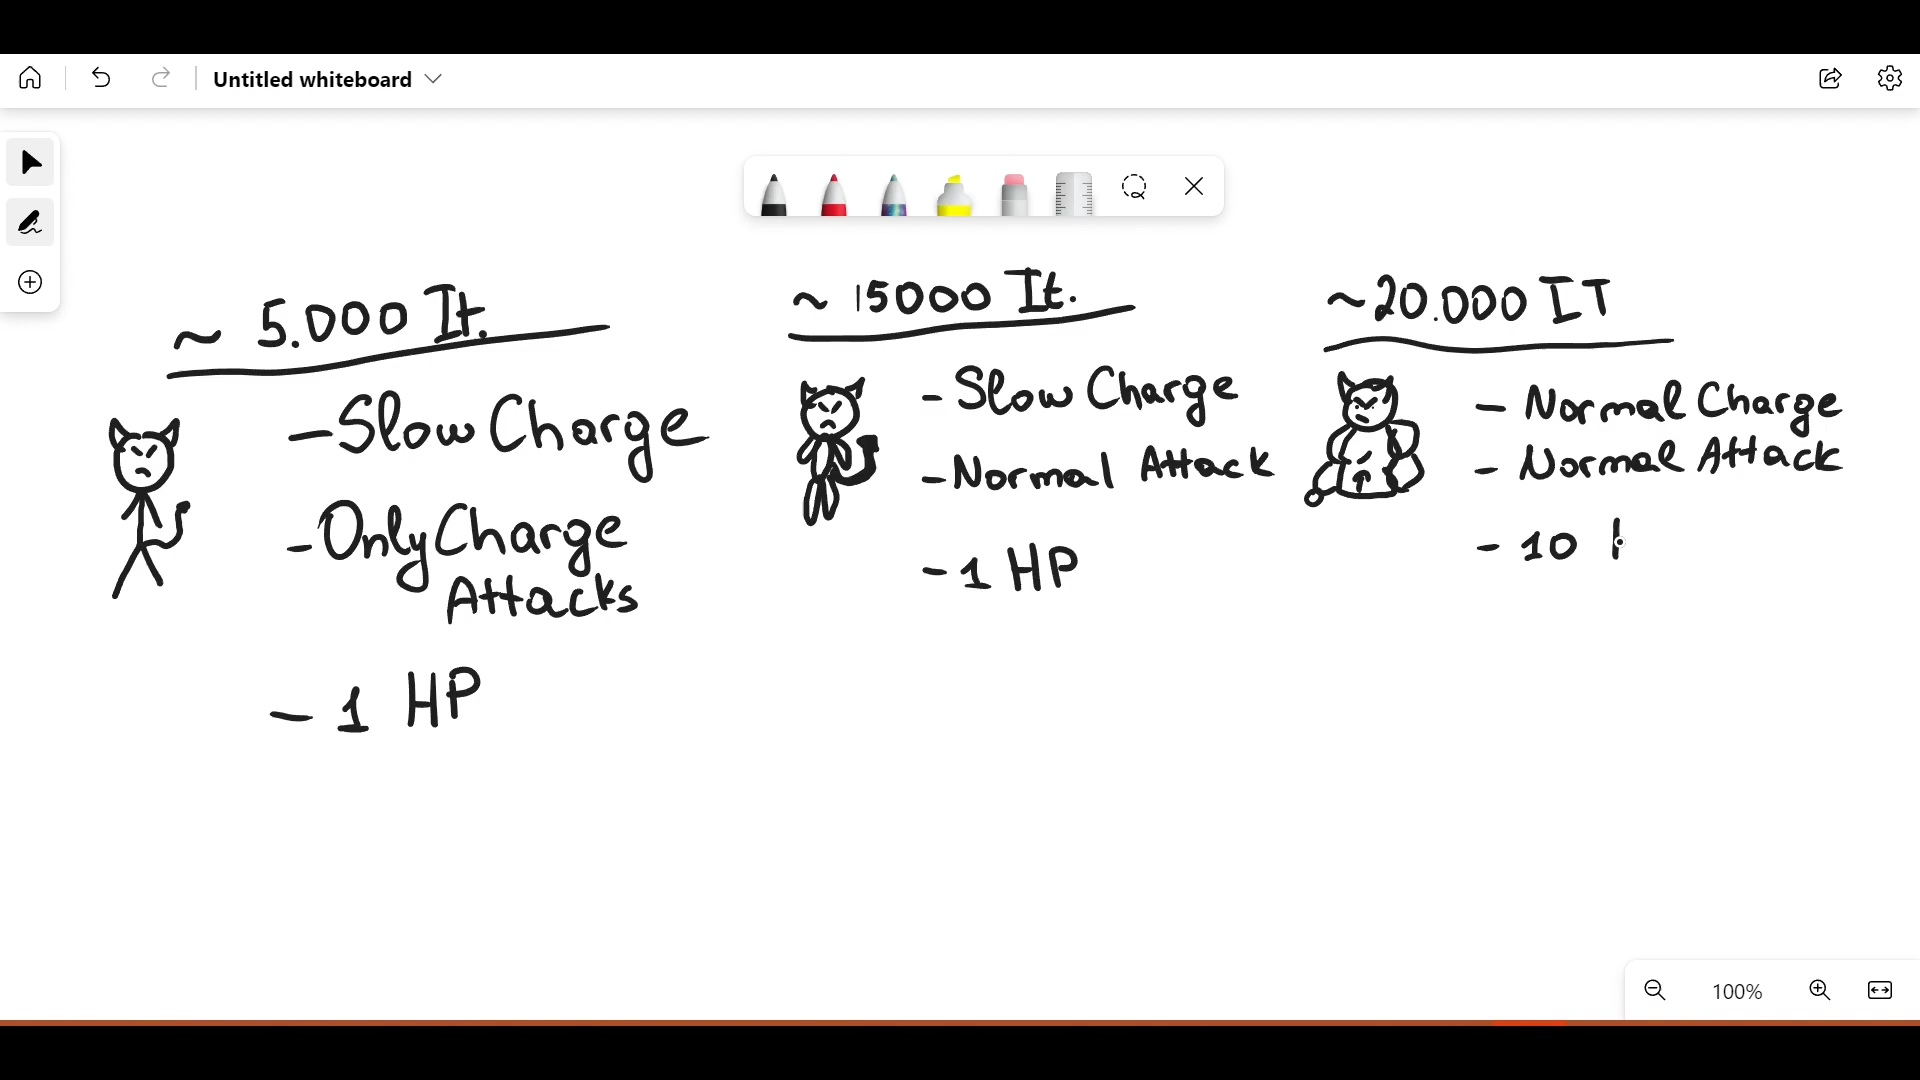 Untitled whiteboard
~ 5.000 It.
- Slow Charge
- Only Charge
Attacks
- 1 HP
~ 15000 It.
- Slow Charge
- Normal Attack
- 1 HP
~20.000 IT
- Normal Charge
- Normal Attack
- 10
100%